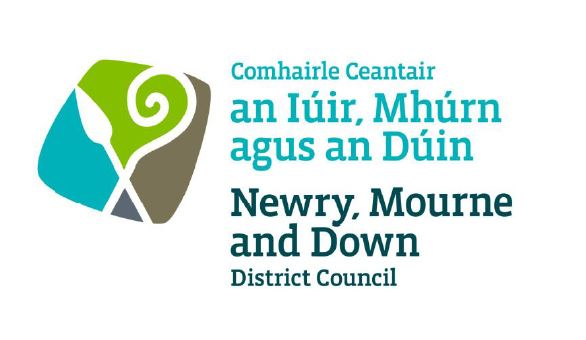 Comhairle Ceantair
an Iúir, Mhúrn
agus an Dúin
Newry, Mourne
and Down
District Council